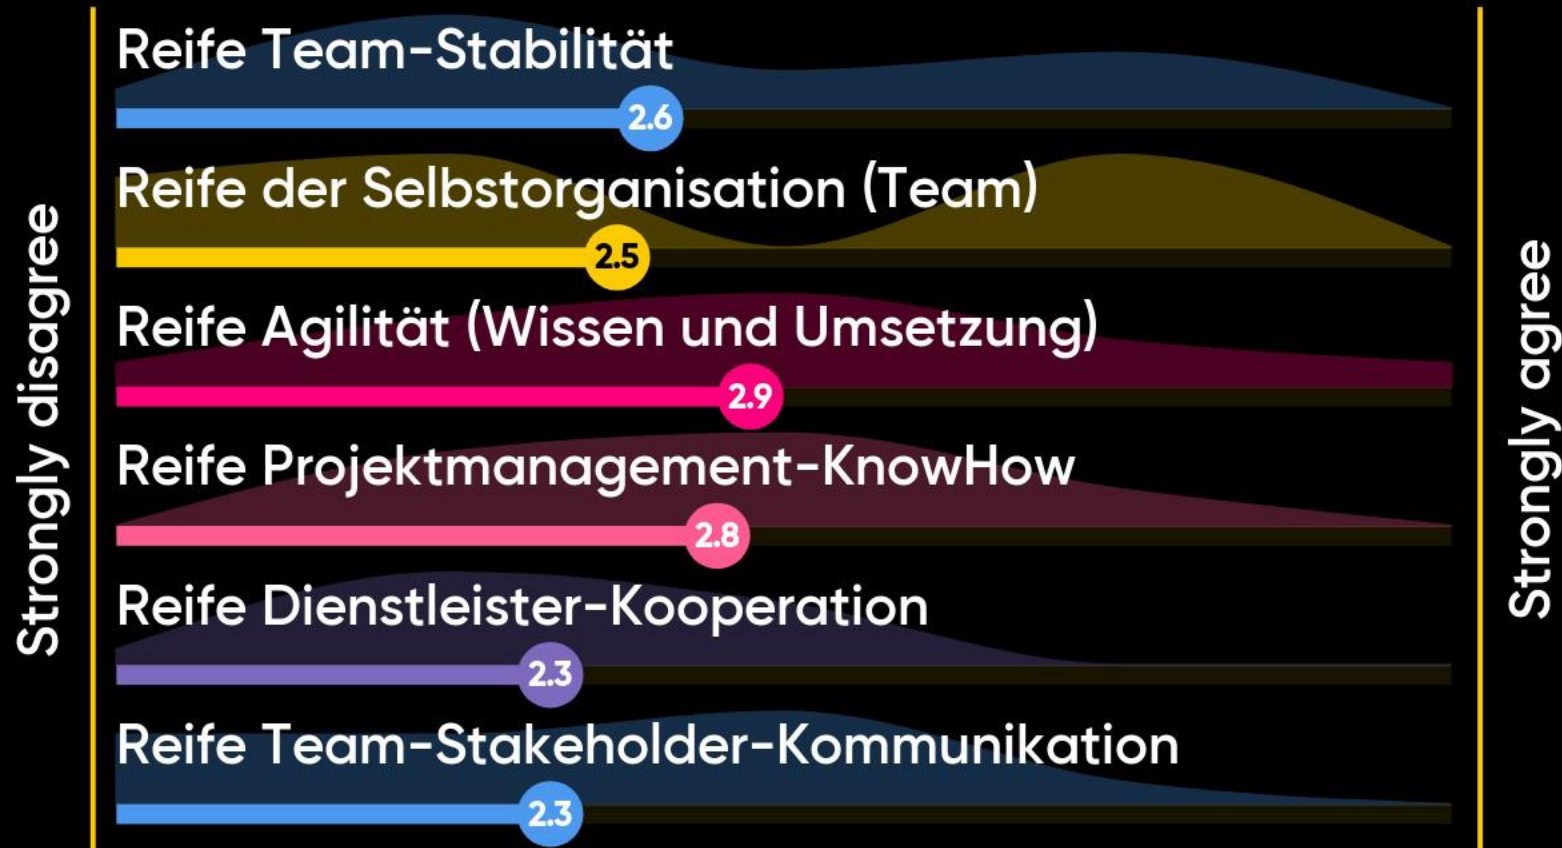 Strongly disagree
Reife Team-Stabilität
2.6
Reife der Selbstorganisation (Team)
2.5
Reife Agilität (Wissen und Umsetzung)
2.9
Reife Projektmanagement-KnowHow
2.8
Reife Dienstleister-Kooperation
2.3
Reife Team-Stakeholder-Kommunikation
2.3
Strongly agree